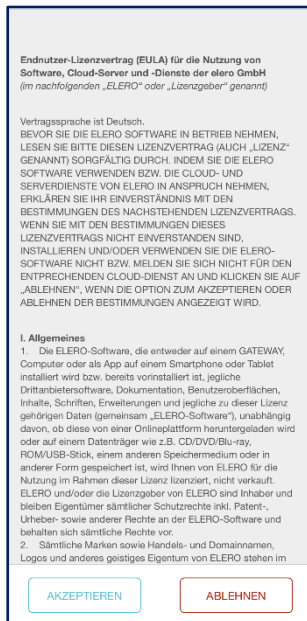 Endnutzer-Lizenzvertrag (EULA) für die Nutzung von
Software, Cloud-Server und -Dienste der elero GmbH
(im nachfolgenden „ELERO" oder „Lizenzgeber" genannt)
Vertragssprache ist Deutsch.
BEVOR SIE DIE ELERO SOFTWARE IN BETRIEB NEHMEN,
LESEN SIE BITTE DIESEN LIZENZVERTRAG (AUCH „LIZENZ"
GENANNT) SORGFÄLTIG DURCH. INDEM SIE DIE ELERO
SOFTWARE VERWENDEN BZW. DIE CLOUD- UND
SERVERDIENSTE VON ELERO IN ANSPRUCH NEHMEN,
ERKLÄREN SIE IHR EINVERSTÄNDNIS MIT DEN
BESTIMMUNGEN DES NACHSTEHENDEN LIZENZVERTRAGS.
WENN SIE MIT DEN BESTIMMUNGEN DIESES
LIZENZVERTRAGS NICHT EINVERSTANDEN SIND,
INSTALLIEREN UND/ODER VERWENDEN SIE DIE ELERO-
SOFTWARE NICHT BZW. MELDEN SIE SICH NICHT FÜR DEN
ENTPRECHENDEN CLOUD-DIENST AN UND KLICKEN SIE AUF
„ABLEHNEN", WENN DIE OPTION ZUM AKZEPTIEREN ODER
ABLEHNEN DER BESTIMMUNGEN ANGEZEIGT WIRD.
I. Allgemeines
1. Die ELERO-Software, die entweder auf einem GATEWAY,
Computer oder als App auf einem Smartphone oder Tablet
installiert wird bzw. bereits vorinstalliert ist, jegliche
Drittanbietersoftware, Dokumentation, Benutzeroberflächen,
Inhalte, Schriften, Erweiterungen und jegliche zu dieser Lizenz
gehörigen Daten (gemeinsam „ELERO-Software"), unabhängig
davon, ob diese von einer Onlineplattform heruntergeladen wird
oder auf einem Datenträger wie z.B. CD/DVD/Blu-ray,
ROM/USB-Stick, einem anderen Speichermedium oder in
anderer Form gespeichert ist, wird Ihnen von ELERO für die
Nutzung im Rahmen dieser Lizenz lizenziert, nicht verkauft.
ELERO und/oder die Lizenzgeber von ELERO sind Inhaber und
bleiben Eigentümer sämtlicher Schutzrechte inkl. Patent-,
Urheber- sowie anderer Rechte an der ELERO-Software und
behalten sich sämtliche Rechte vor.
2. Sämtliche Marken sowie Handels- und Domainnamen,
Logos und anderes geistiges Eigentum von ELERO stehen im
AKZEPTIEREN
ABLEHNEN